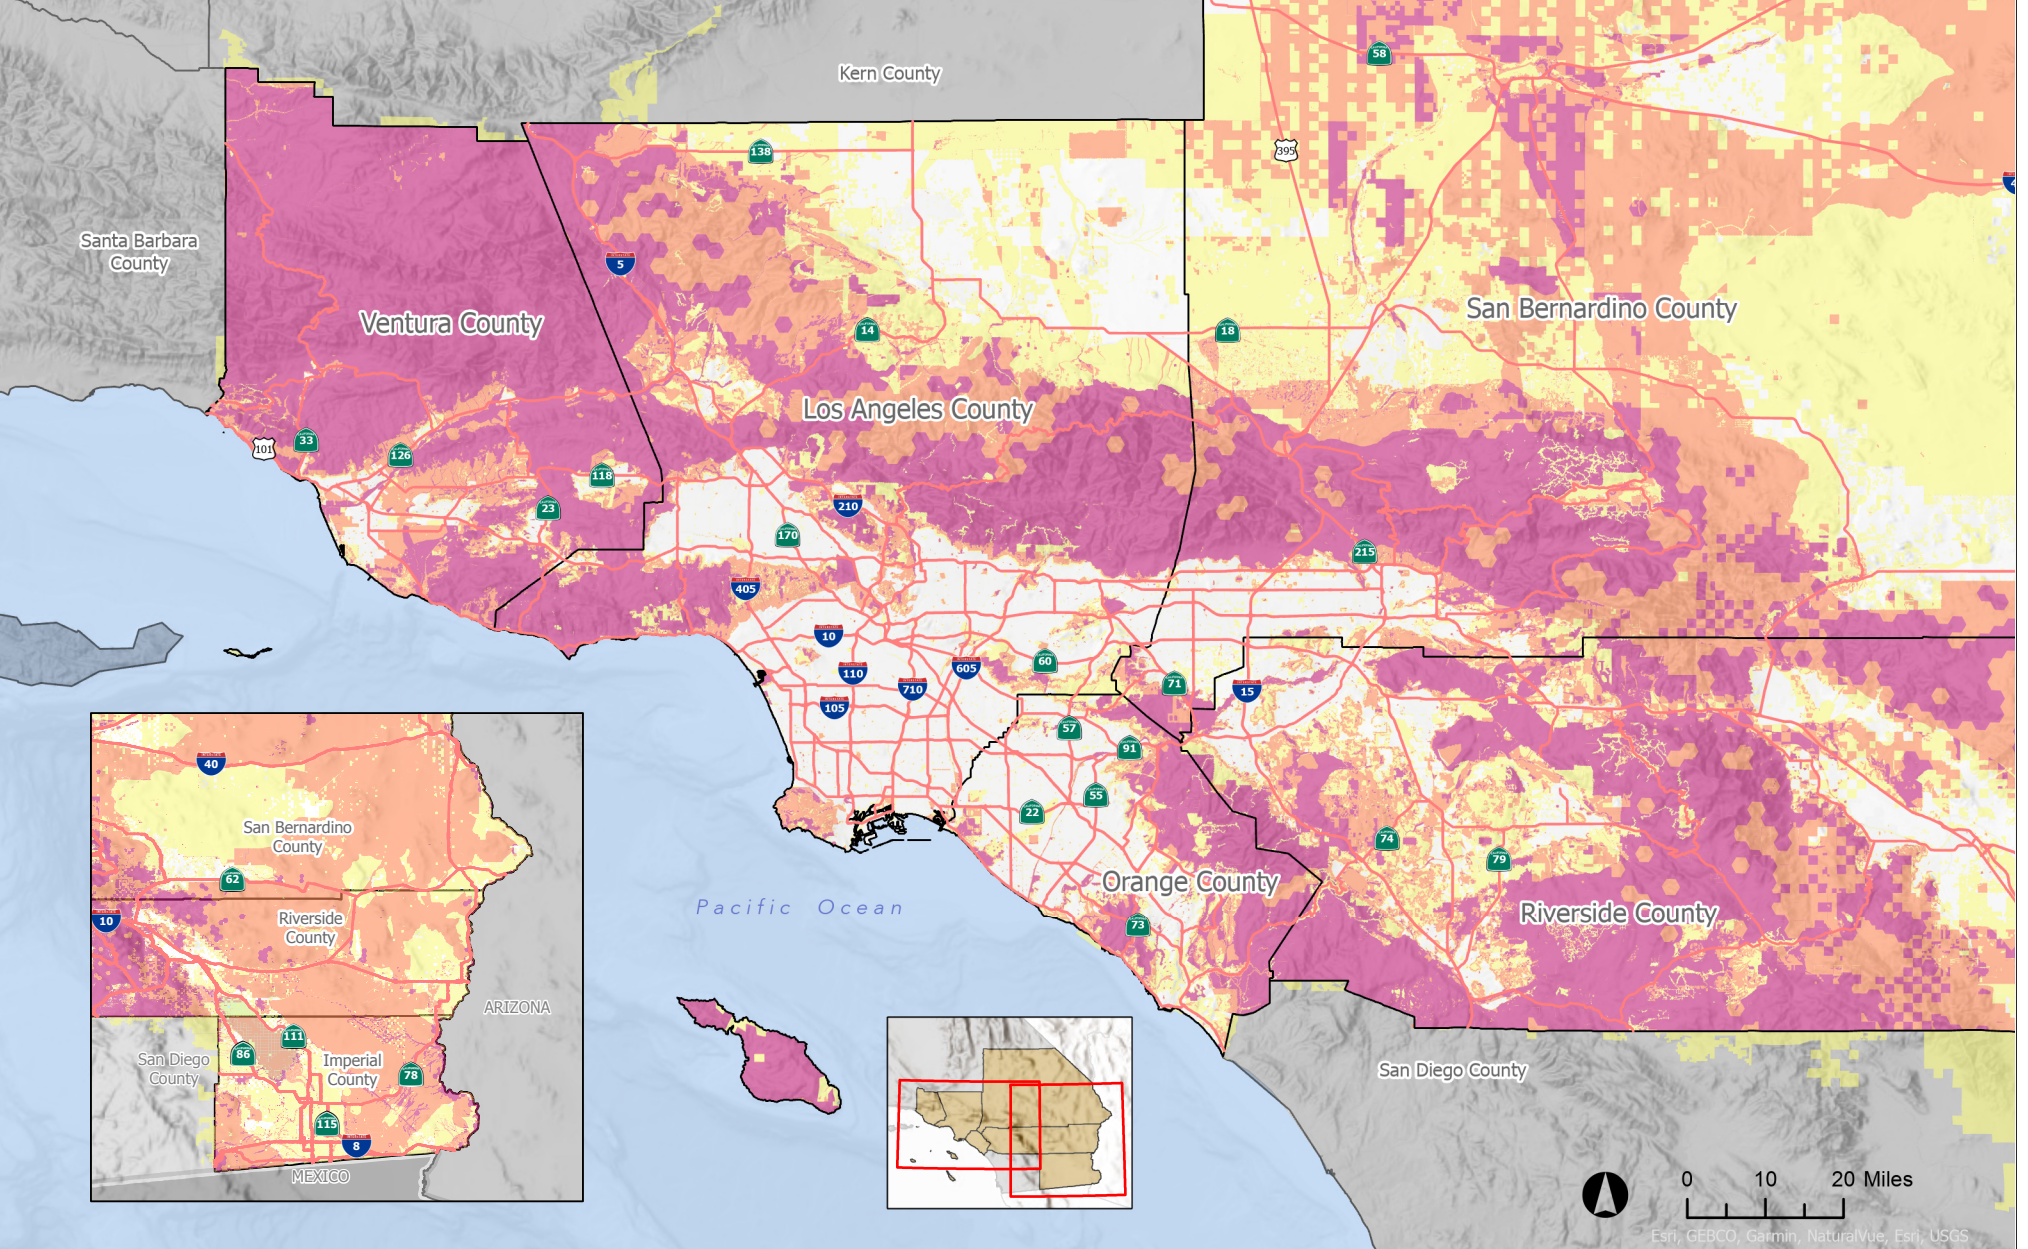 Kern County
58
138
395
4
Santa Barbara
County
5
Ventura County
San Bernardino County
14
18
Los Angeles County
33
101
126
118
23
210
170
215
405
10
60
110
605
710
105
71
15
57
91
55
22
74
79
Orange County
73
Riverside County
Pacific Ocean
San Diego County
40
San Bernardino
County
62
10
Riverside
County
ARIZONA
111
86
San Diego
County
Imperial
County
78
115
8
MEXICO
0 10 20 Miles
Esri, GEBCO, Garmin, NaturalVue, Esri, USGS